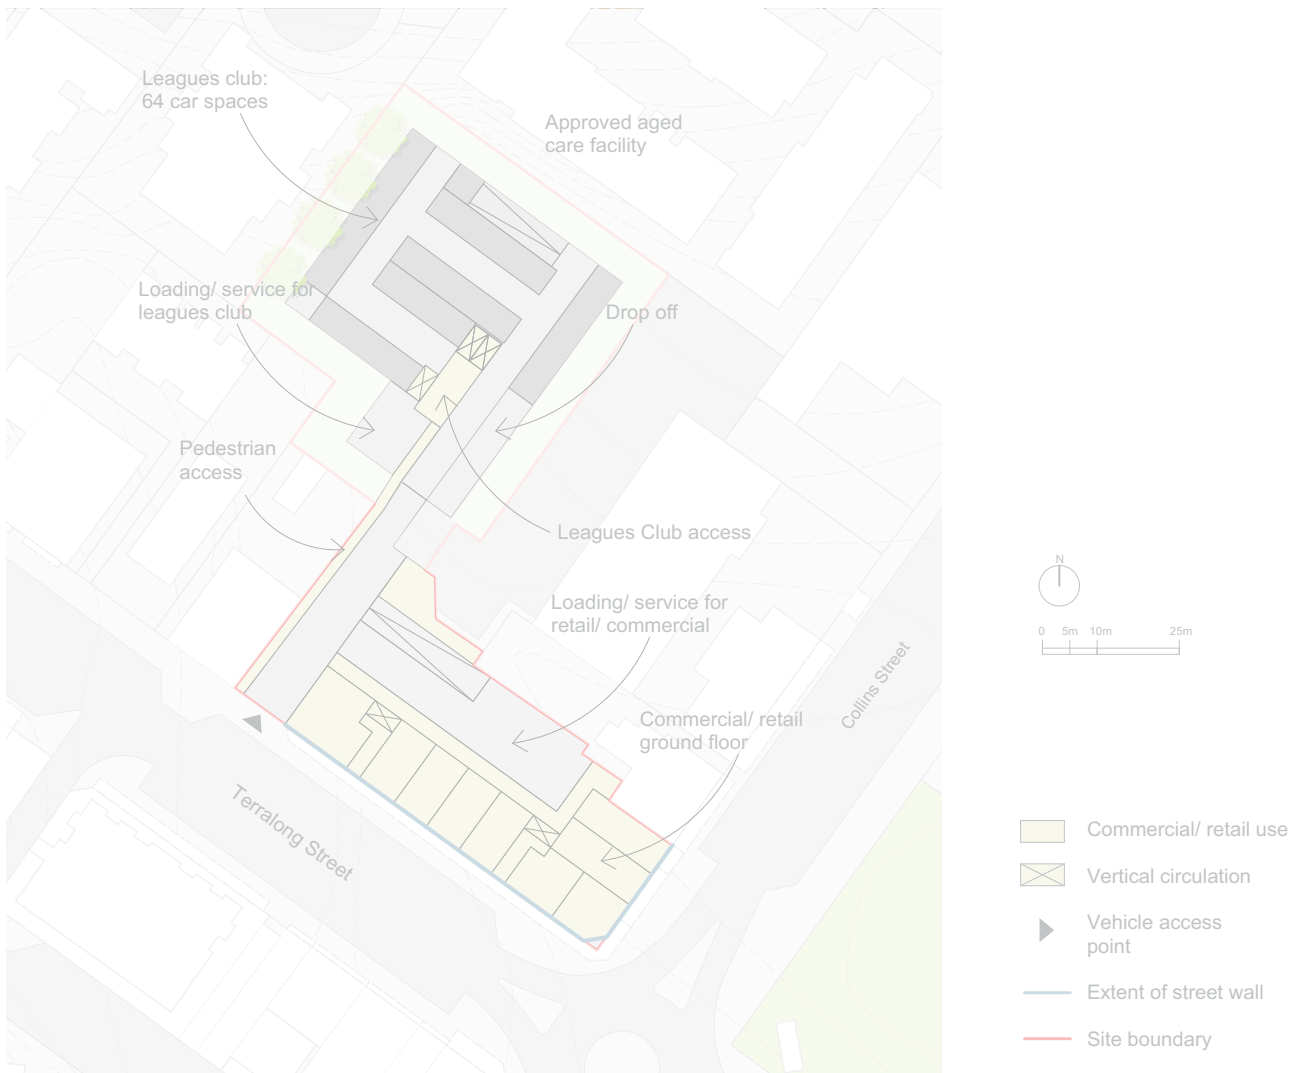 Leagues club:
64 car spaces
Approved aged
care facility
Loading/ service for
leagues club
Drop off
Pedestrian
access
Leagues Club access
Loading/ service for
retail/ commercial
Commercial/ retail
ground floor
Collins Street
Terralong Street
N
0 5m 10m 25m
Commercial/ retail use
Vertical circulation
Vehicle access
point
Extent of street wall
Site boundary